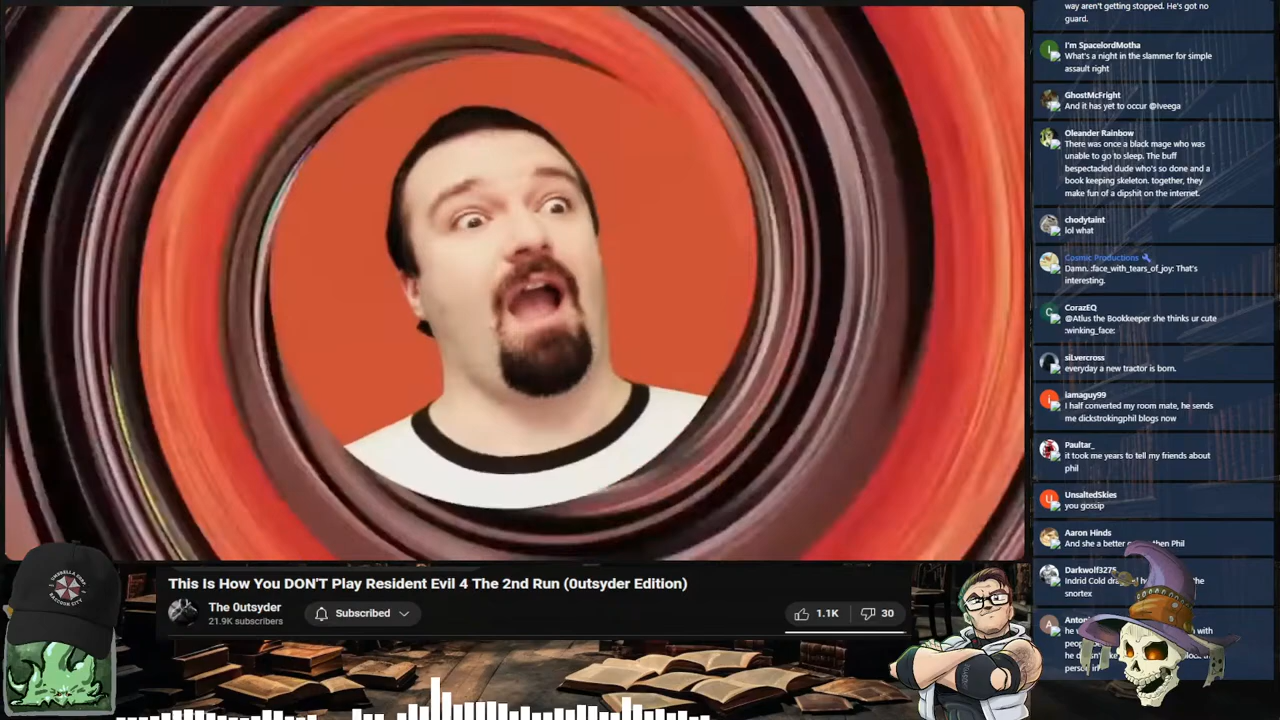 way aren't getting stopped. He's got no
guard.
I'm SpacelordMotha
What's a night in the slammer for simple
assault right
GhostMcFright
And it has yet to occur @Iveega
Oleander Rainbow
There was once a black mage who was
unable to go to sleep. The buff
bespectacled dude who's so done and a
book keeping skeleton. together, they
make fun of a dipshit on the internet.
chodytaint
lol what
Cosmic Productions
Damn. :face_with_tears_of_joy: That's
interesting.
CorazEQ
@Atlus the Bookkeeper she thinks ur cute
:winking_face:
siLvercross
everyday a new tractor is born.
iamaguy99
I half converted my room mate, he sends
me dickstrokingphil blogs now
Paultar_
it took me years to tell my friends about
phil
UnsaltedSkies
you gossip
Aaron Hinds
And she a better then Phil
Darkwolf3275
Indrid Cold the
snortex
with
person
This Is How You DON'T Play Resident Evil 4 The 2nd Run (0utsyder Edition)
The 0utsyder
21.9K subscribers
Subscribed
1.1K
30
UMBRELLA CORP.
RACCOON CITY